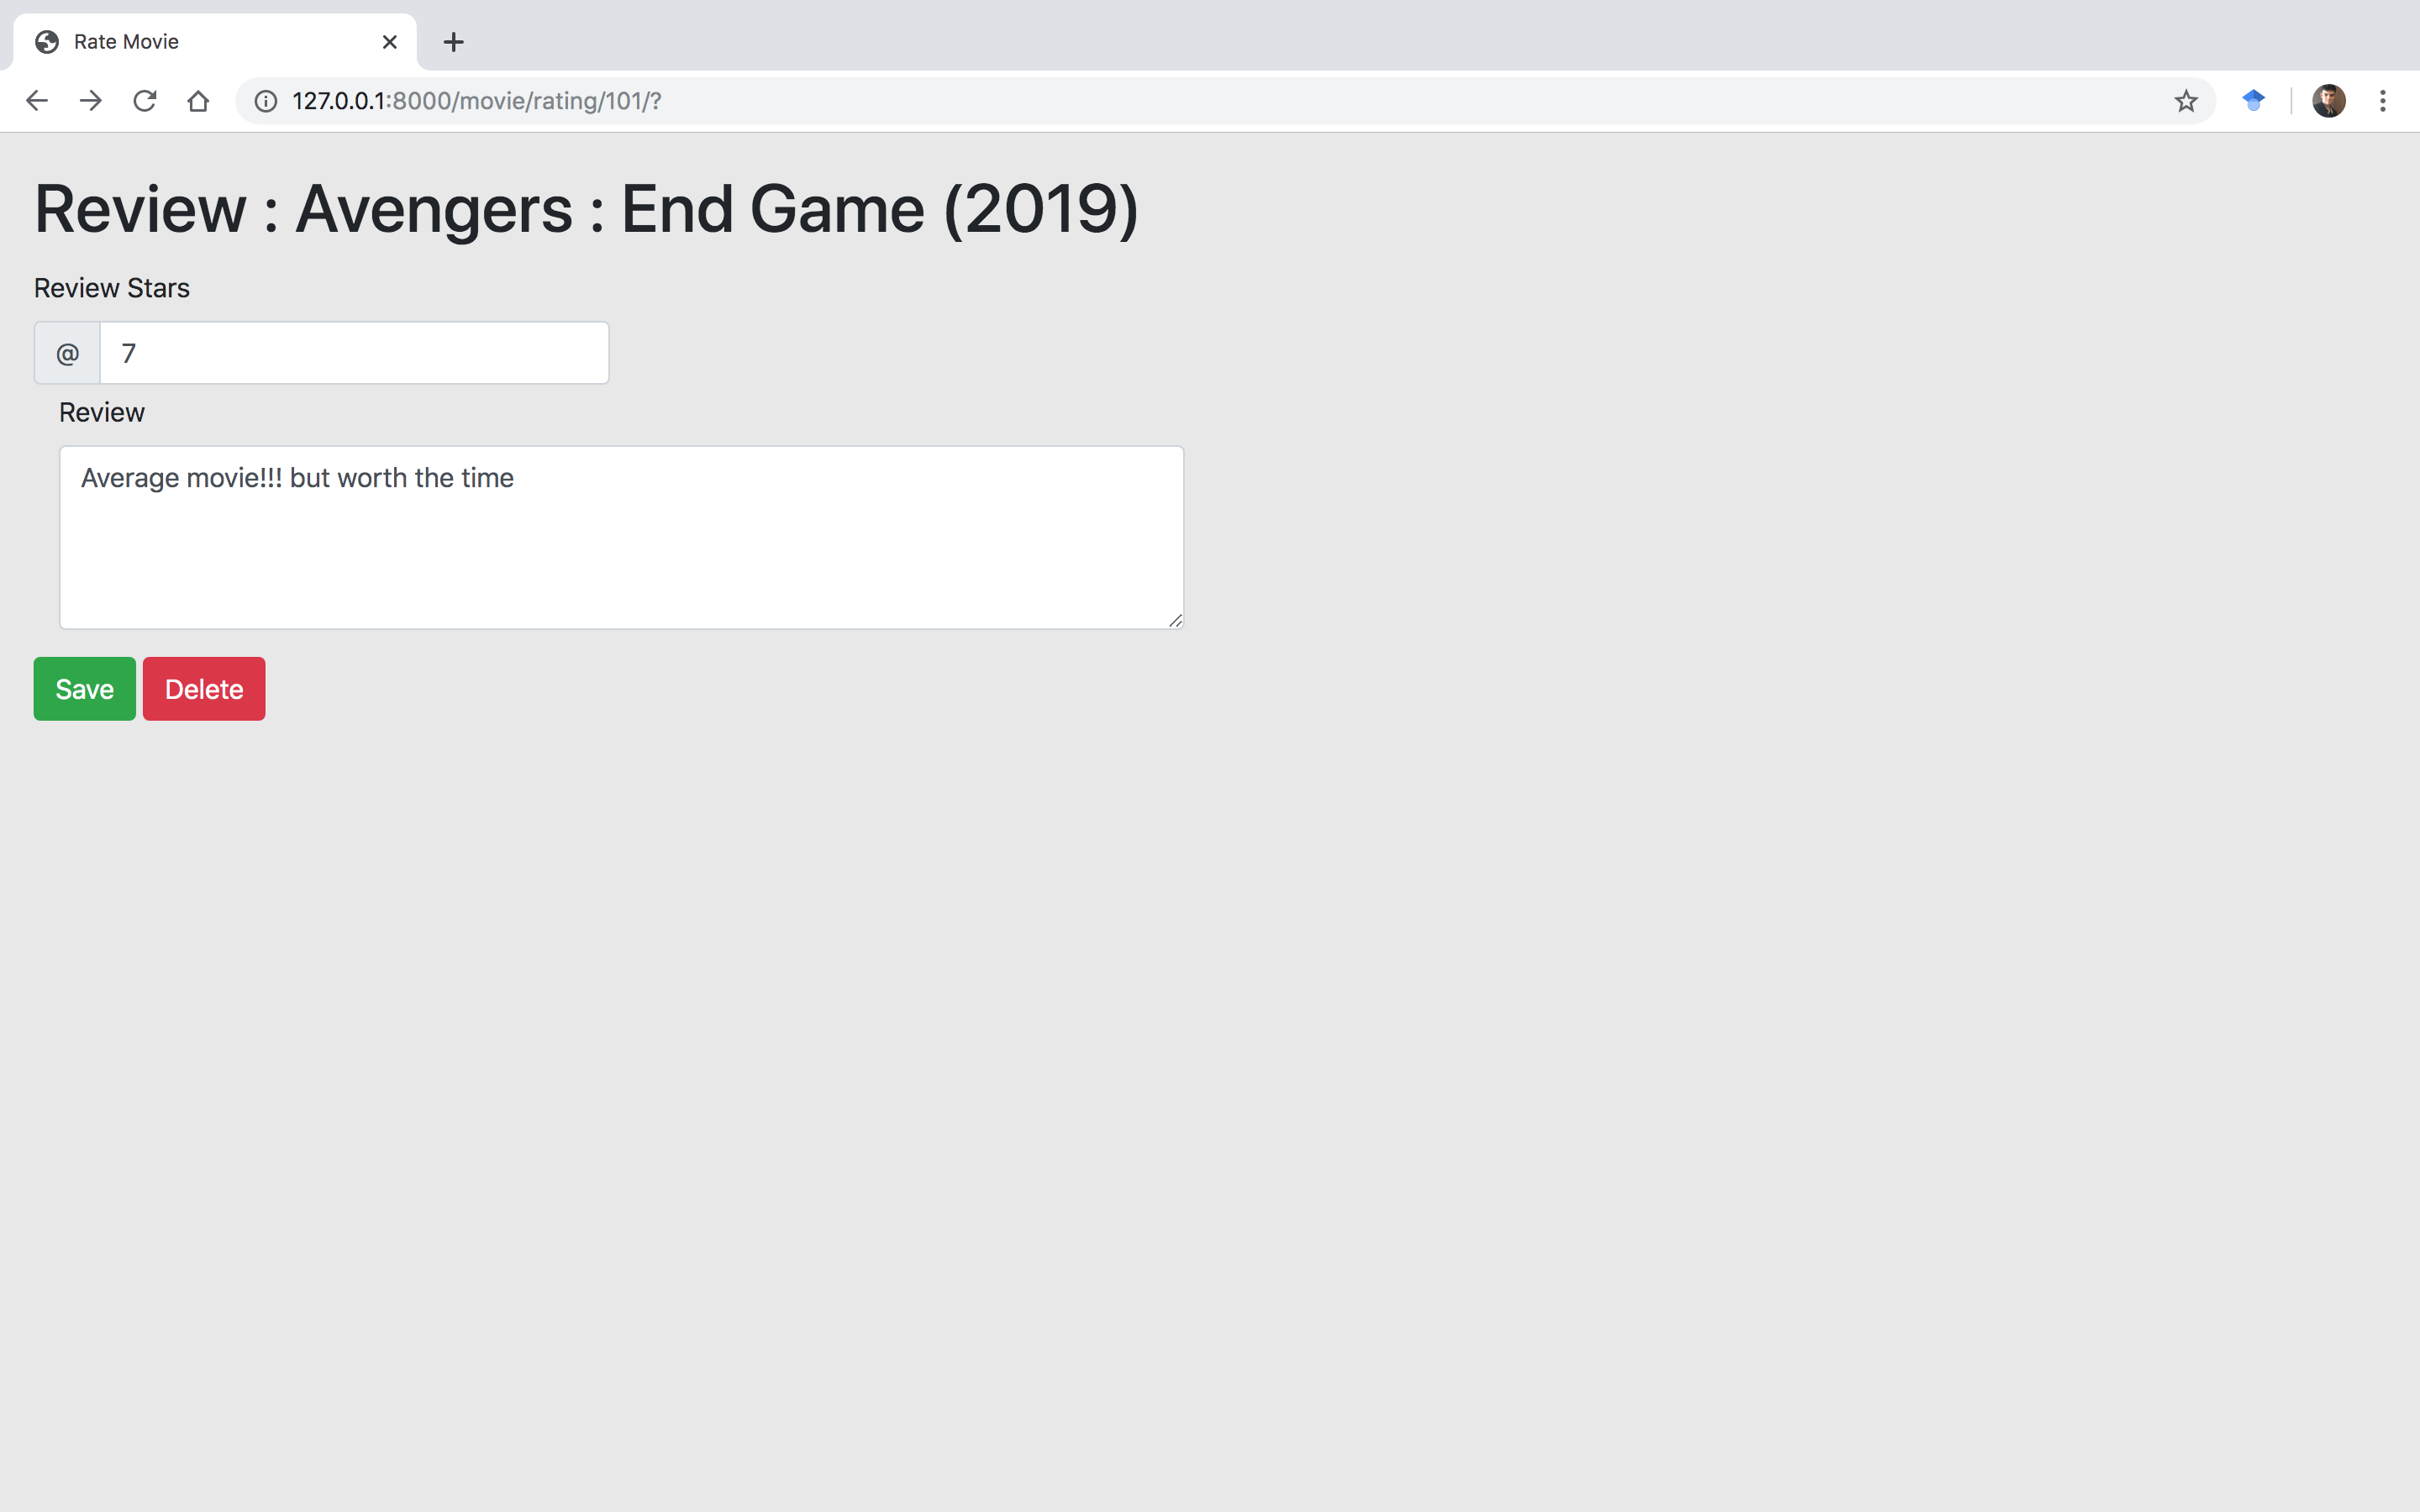 Rate Movie
127.0.0.1:8000/movie/rating/101/?
Review : Avengers : End Game (2019)
Review Stars
@ 7
Review
Average movie!!! but worth the time
Save Delete